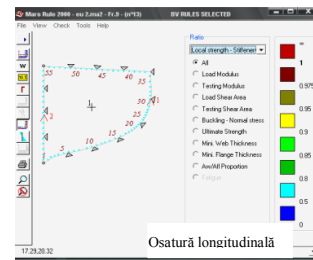 Mars Rule 2000 - eu 2.ma2 - Fr.9 - (n°13) BV RULES SELECTED
File View Check Tools Help
Ratio
Local strength - Stiffener
All
Load Modulus
Testing Modulus
Load Shear Area
Testing Shear Area
Buckling - Normal stress
Ultimate Strength
Mini. Web Thickness
Mini. Flange Thickness
Aw/Af Proportion
Fatigue
∞
1
0.975
0.95
0.9
0.85
0.8
0.5
0
55 50 45 40 35
30 1
25
20
15
10
5
2
1
Osatură longitudinală
17.29,20.32